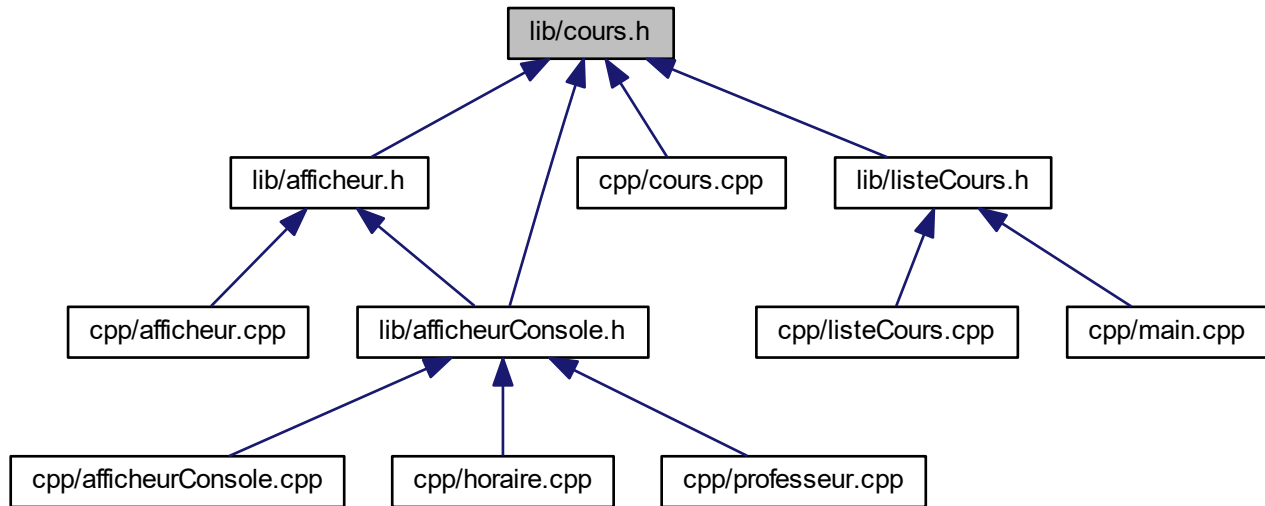 lib/cours.h
lib/afficheur.h
cpp/cours.cpp
lib/listeCours.h
cpp/afficheur.cpp
lib/afficheurConsole.h
cpp/listeCours.cpp
cpp/main.cpp
cpp/afficheurConsole.cpp
cpp/horaire.cpp
cpp/professeur.cpp